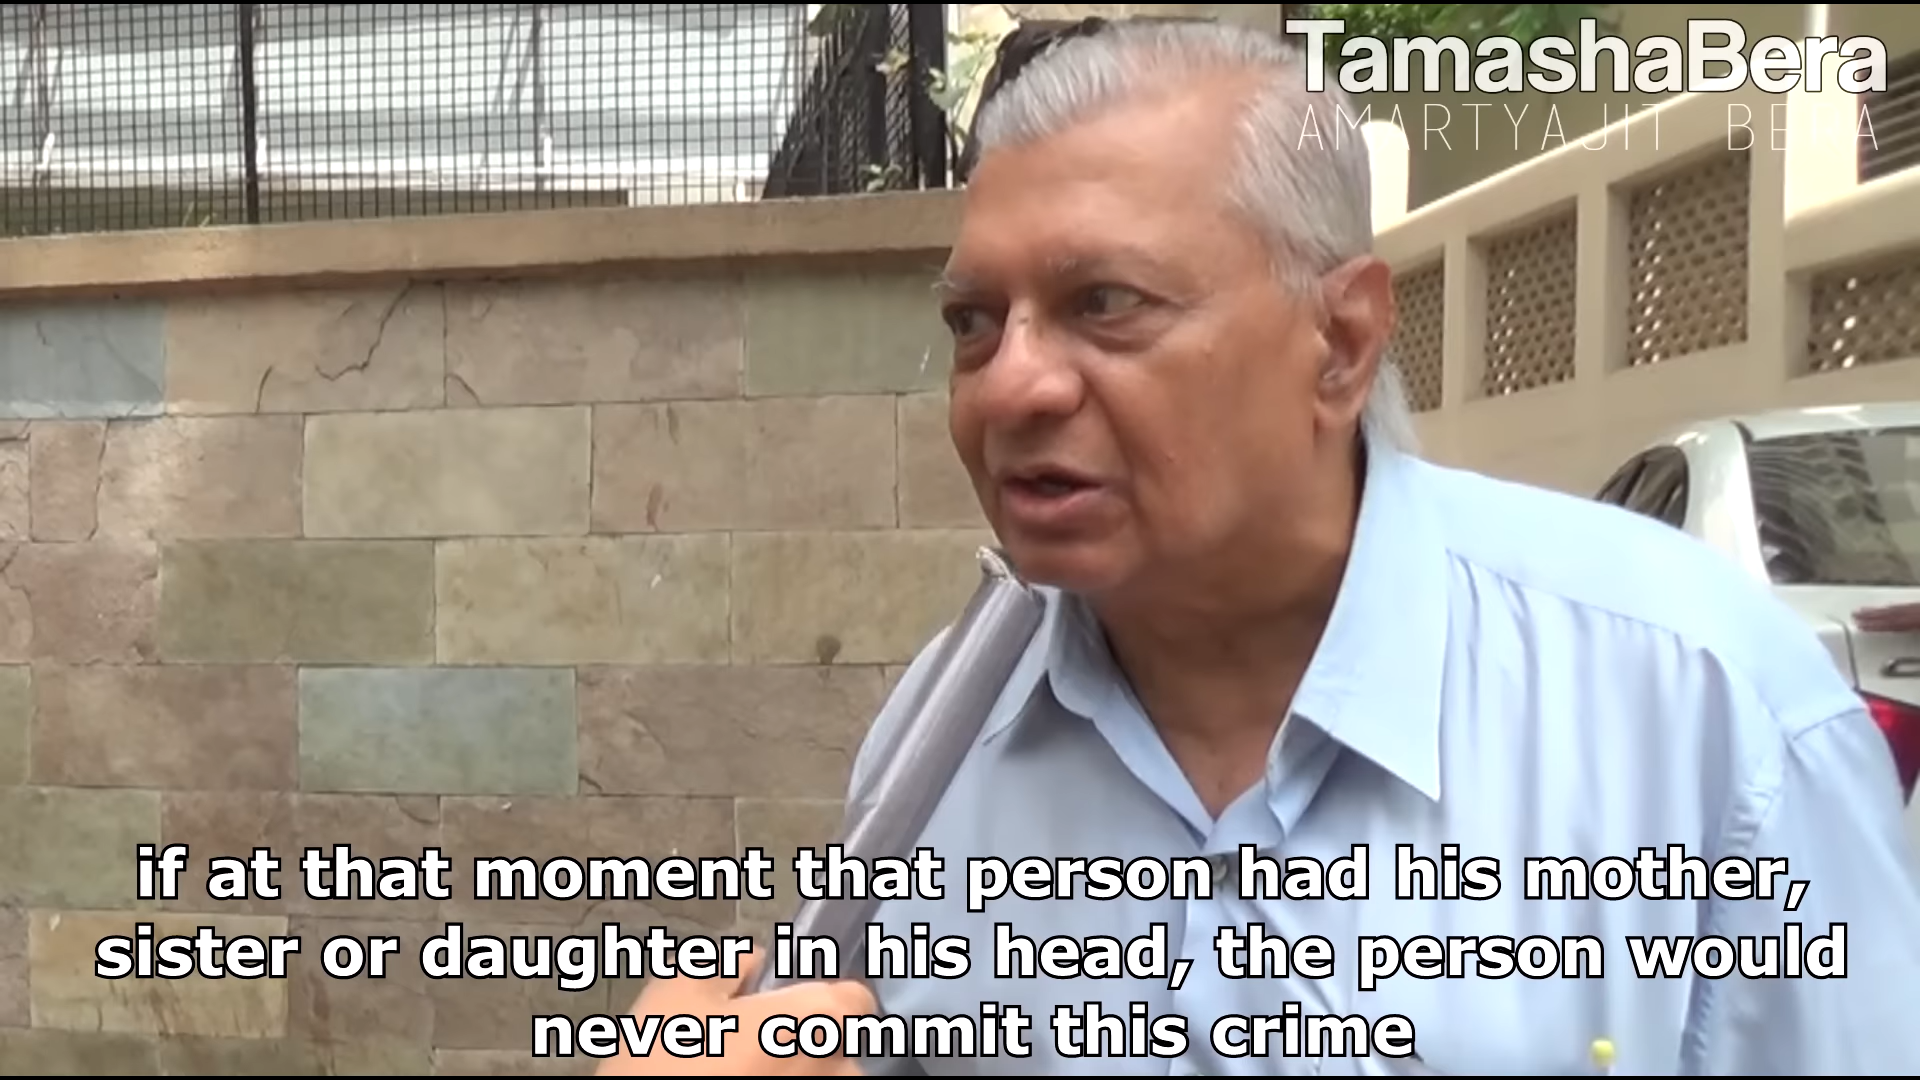 TamashaBera
AMARTYAJIT BERA
if at that moment that person had his mother,
sister or daughter in his head, the person would
never commit this crime